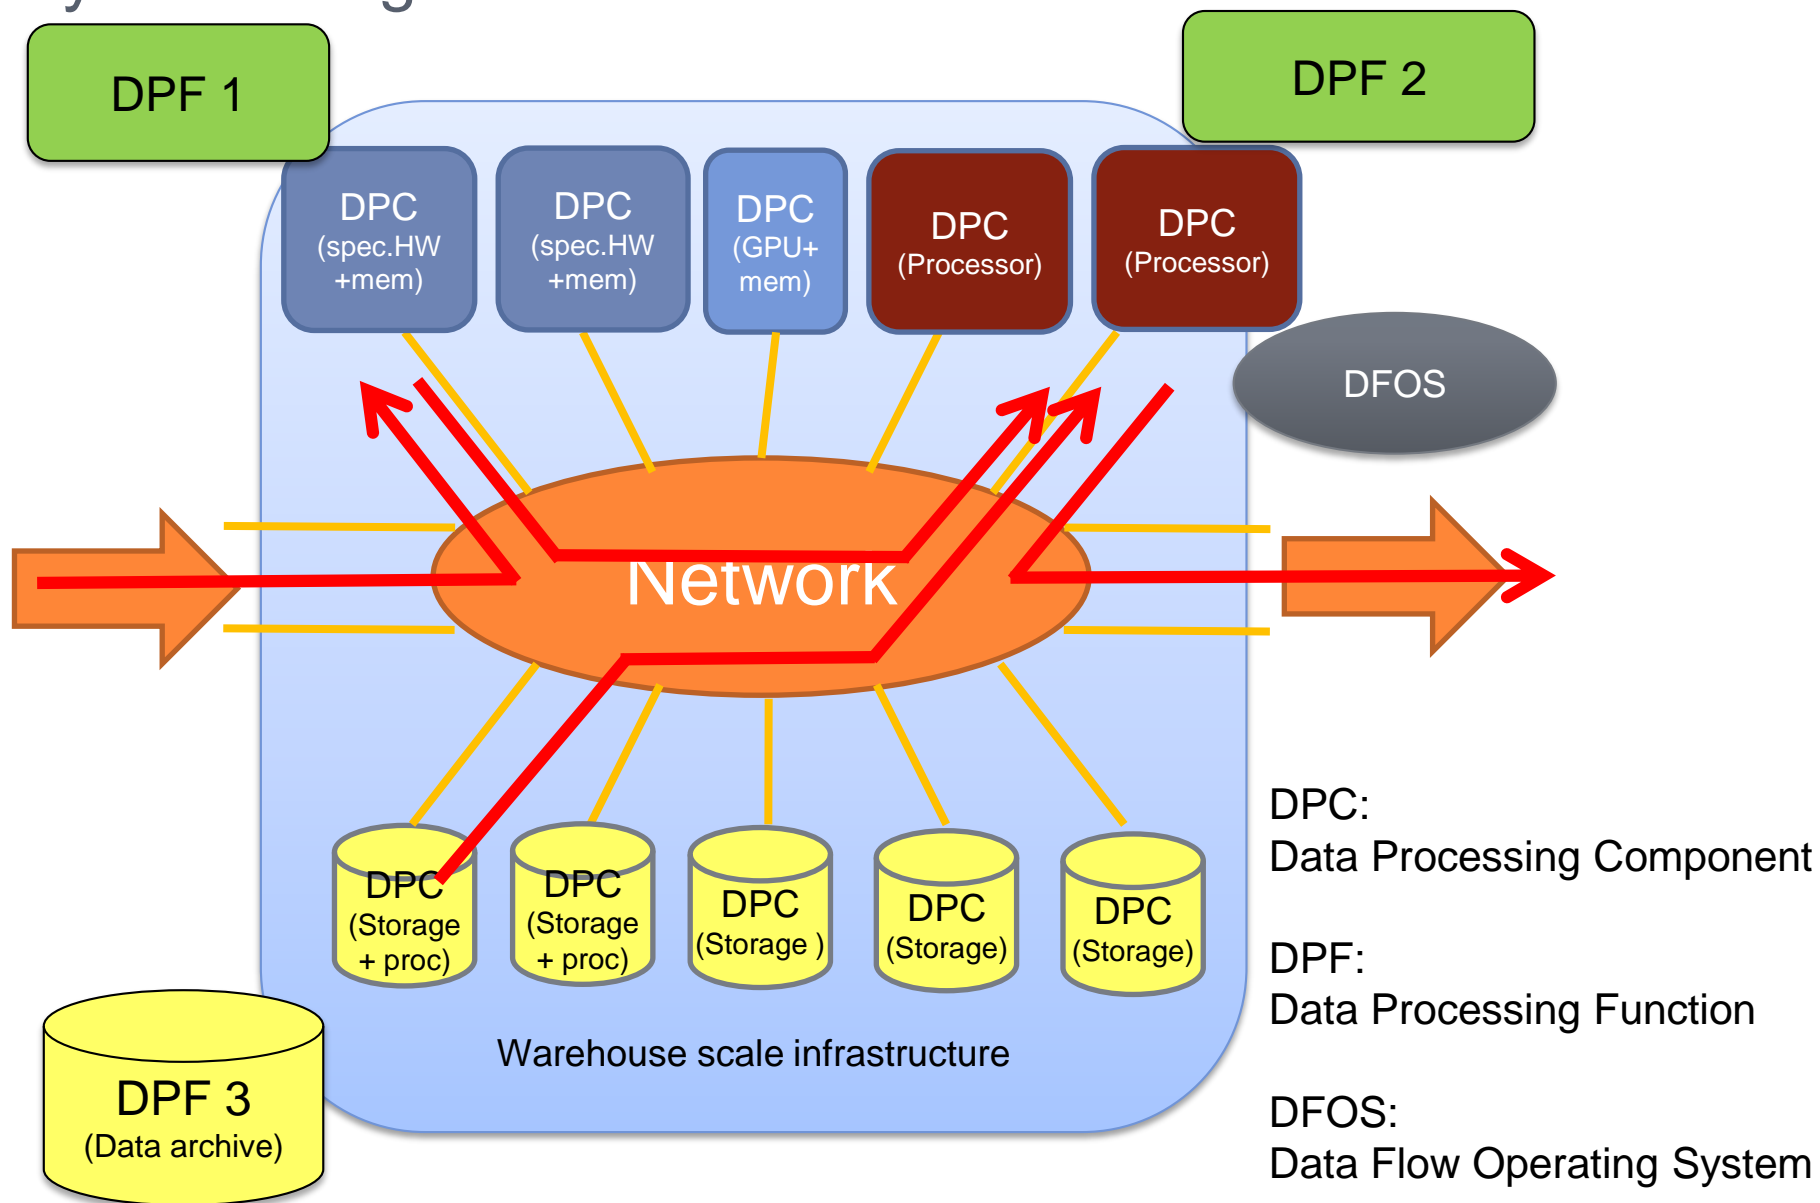 DPF 1
DPF 2
DPC
(spec.HW
+mem)
DPC
(spec.HW
+mem)
DPC
(GPU+
mem)
DPC
(Processor)
DPC
(Processor)
DFOS
Network
DPC
(Storage
+ proc)
DPC
(Storage
+ proc)
DPC
(Storage )
DPC
(Storage)
DPC
(Storage)
Warehouse scale infrastructure
DPF 3
(Data archive)
DPC:
Data Processing Component
DPF:
Data Processing Function
DFOS:
Data Flow Operating System